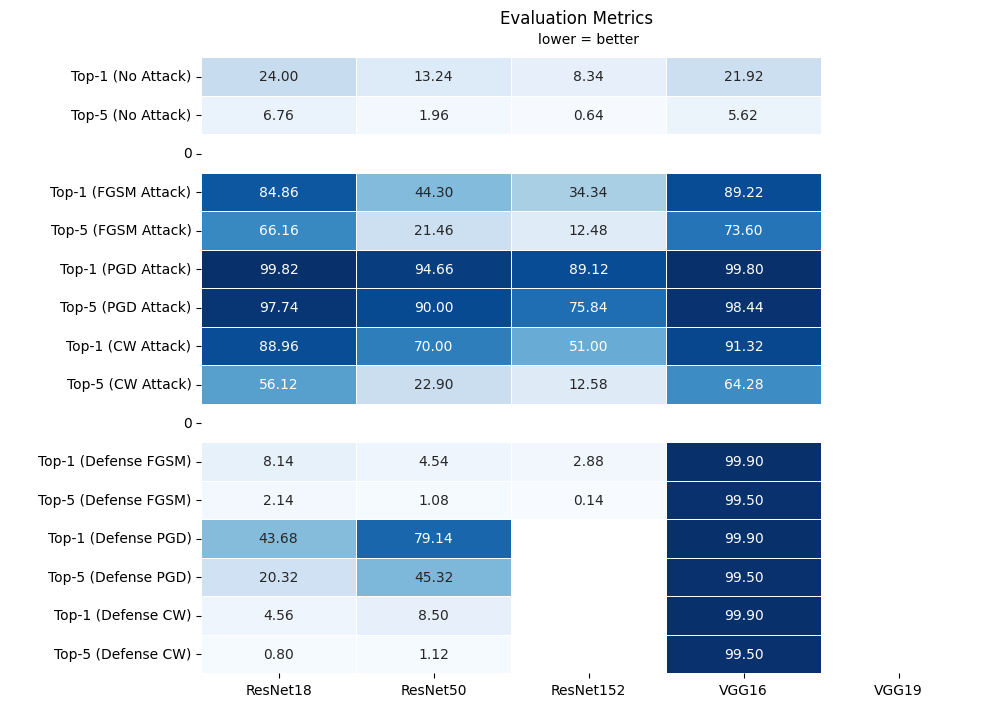 Evaluation Metrics
lower = better
Top-1 (No Attack) 24.00 13.24 8.34 21.92
Top-5 (No Attack) 6.76 1.96 0.64 5.62
0
Top-1 (FGSM Attack) 84.86 44.30 34.34 89.22
Top-5 (FGSM Attack) 66.16 21.46 12.48 73.60
Top-1 (PGD Attack) 99.82 94.66 89.12 99.80
Top-5 (PGD Attack) 97.74 90.00 75.84 98.44
Top-1 (CW Attack) 88.96 70.00 51.00 91.32
Top-5 (CW Attack) 56.12 22.90 12.58 64.28
0
Top-1 (Defense FGSM) 8.14 4.54 2.88 99.90
Top-5 (Defense FGSM) 2.14 1.08 0.14 99.50
Top-1 (Defense PGD) 43.68 79.14 99.90
Top-5 (Defense PGD) 20.32 45.32 99.50
Top-1 (Defense CW) 4.56 8.50 99.90
Top-5 (Defense CW) 0.80 1.12 99.50
ResNet18 ResNet50 ResNet152 VGG16 VGG19